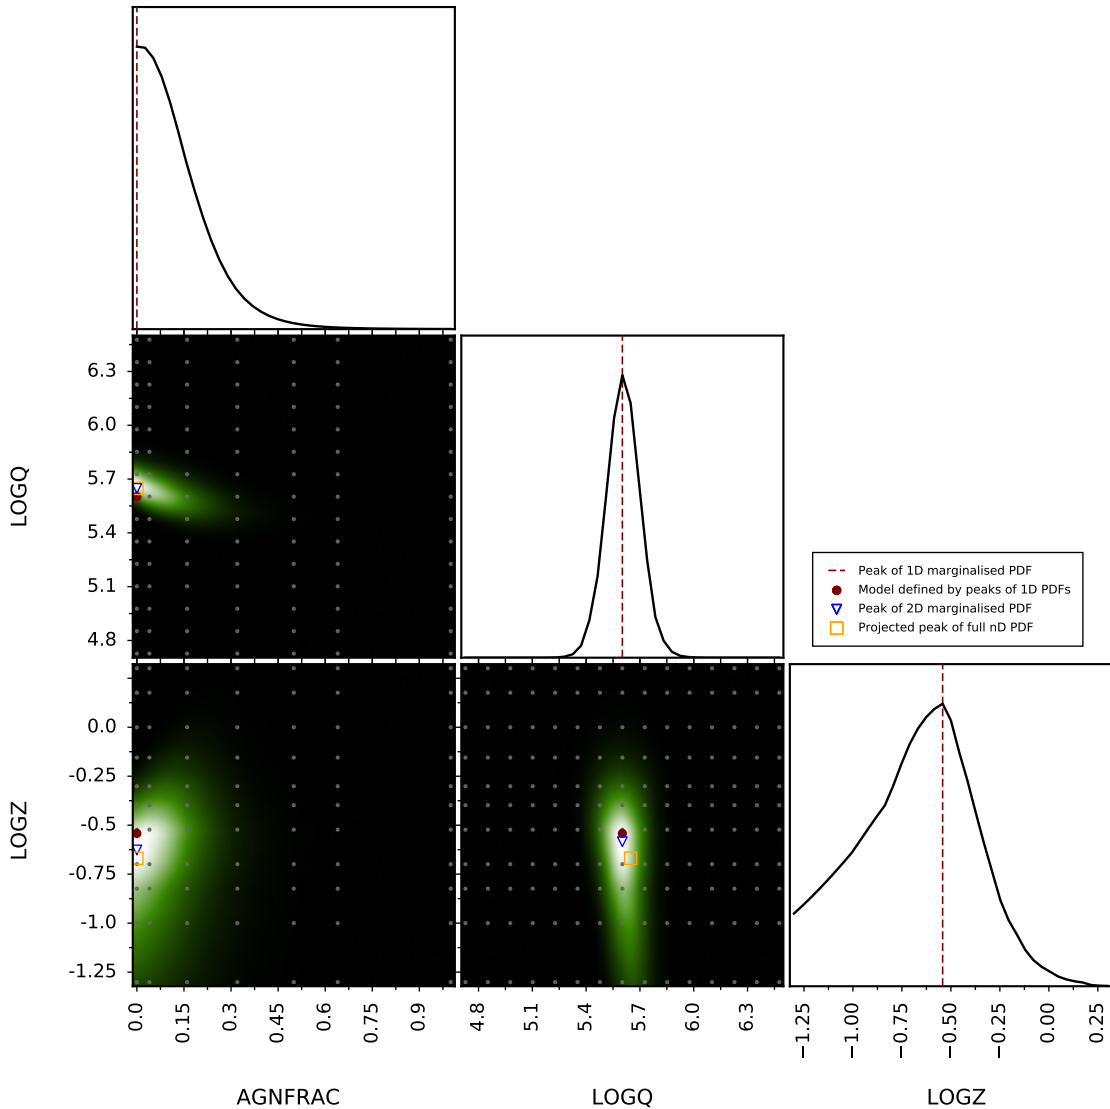 6.3
6.0
5.7
5.4
5.1
4.8
LOGQ
Peak of 1D marginalised PDF
Model defined by peaks of 1D PDFs
Peak of 2D marginalised PDF
Projected peak of full nD PDF
0.0
-0.25
-0.5
-0.75
-1.0
-1.25
LOGZ
0.0 0.15 0.3 0.45 0.6 0.75 0.9
4.8 5.1 5.4 5.7 6.0 6.3
−1.25 −1.00 −0.75 −0.50 −0.25 0.00 0.25
AGNFRAC LOGQ LOGZ